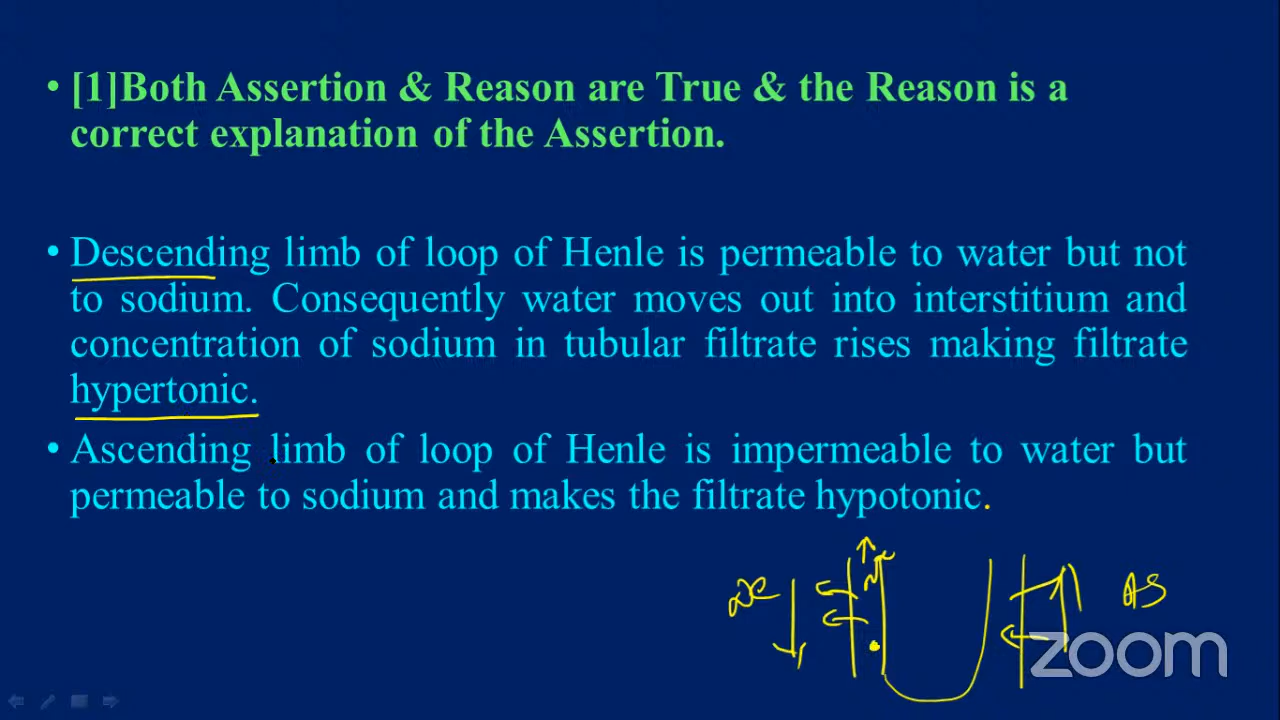 • [1]Both Assertion & Reason are True & the Reason is a
correct explanation of the Assertion.
• Descending limb of loop of Henle is permeable to water but not
to sodium. Consequently water moves out into interstitium and
concentration of sodium in tubular filtrate rises making filtrate
hypertonic.
• Ascending limb of loop of Henle is impermeable to water but
permeable to sodium and makes the filtrate hypotonic.
AS
zoom